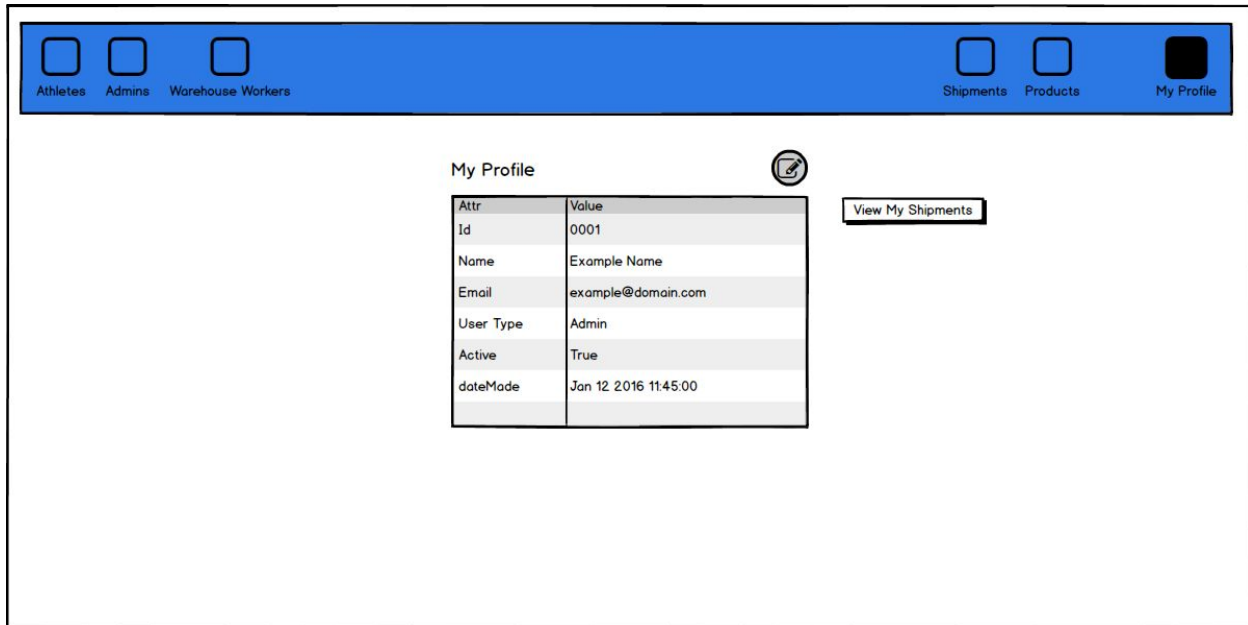 Athletes Admins Warehouse Workers Shipments Products My Profile
My Profile
Attr Value
View My Shipments
Id 0001
Name Example Name
Email example@domain.com
User Type Admin
Active True
dateMade Jan 12 2016 11:45:00